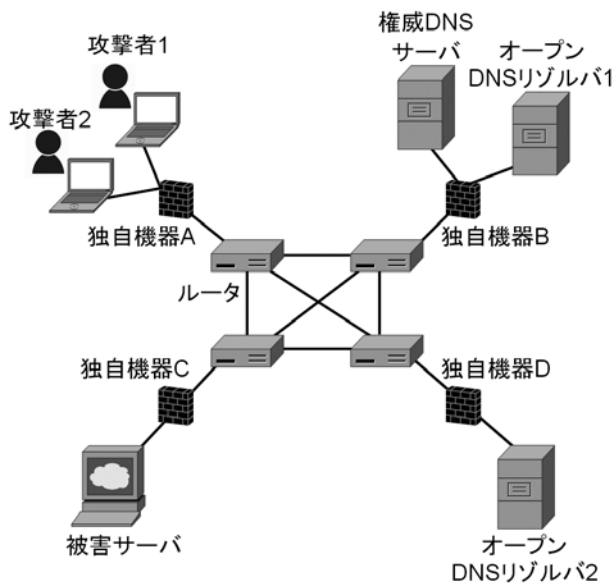 攻撃者1
攻撃者2
権威DNS
サーバ
オープン
DNSリゾルバ1
独自機器A
独自機器B
ルータ
独自機器C
独自機器D
被害サーバ
オープン
DNSリゾルバ2